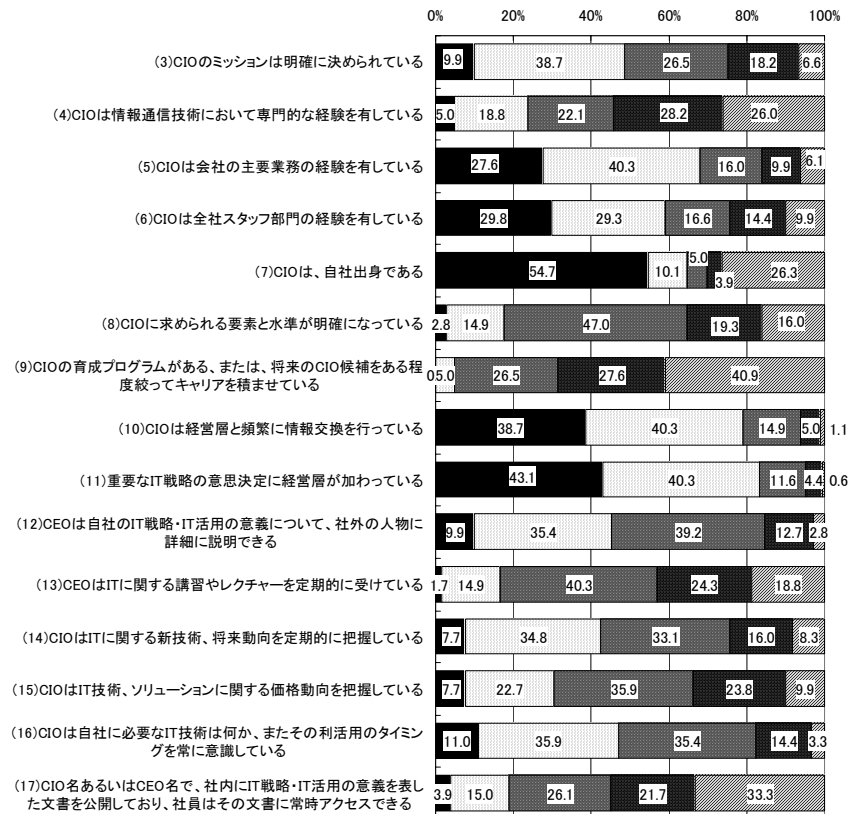 0% 20% 40% 60% 80% 100%
(3)CIOのミッションは明確に決められている
9.9 38.7 26.5 18.2 6.6
(4)CIOは情報通信技術において専門的な経験を有している
5.0 18.8 22.1 28.2 26.0
(5)CIOは会社の主要業務の経験を有している
27.6 40.3 16.0 9.9 6.1
(6)CIOは全社スタッフ部門の経験を有している
29.8 29.3 16.6 14.4 9.9
(7)CIOは、自社出身である
54.7 10.1 5.0 3.9 26.3
(8)CIOに求められる要素と水準が明確になっている
2.8 14.9 47.0 19.3 16.0
(9)CIOの育成プログラムがある、または、将来のCIO候補をある程
度絞ってキャリアを積ませている
05.0 26.5 27.6 40.9
(10)CIOは経営層と頻繁に情報交換を行っている
38.7 40.3 14.9 5.0 1.1
(11)重要なIT戦略の意思決定に経営層が加わっている
43.1 40.3 11.6 4.4 0.6
(12)CEOは自社のIT戦略・IT活用の意義について、社外の人物に
詳細に説明できる
9.9 35.4 39.2 12.7 2.8
(13)CEOはITに関する講習やレクチャーを定期的に受けている
1.7 14.9 40.3 24.3 18.8
(14)CIOはITに関する新技術、将来動向を定期的に把握している
7.7 34.8 33.1 16.0 8.3
(15)CIOはIT技術、ソリューションに関する価格動向を把握している
7.7 22.7 35.9 23.8 9.9
(16)CIOは自社に必要なIT技術は何か、またその利活用のタイミン
グを常に意識している
11.0 35.9 35.4 14.4 3.3
(17)CIO名あるいはCEO名で、社内にIT戦略・IT活用の意義を表し
た文書を公開しており、社員はその文書に常時アクセスできる
3.9 15.0 26.1 21.7 33.3